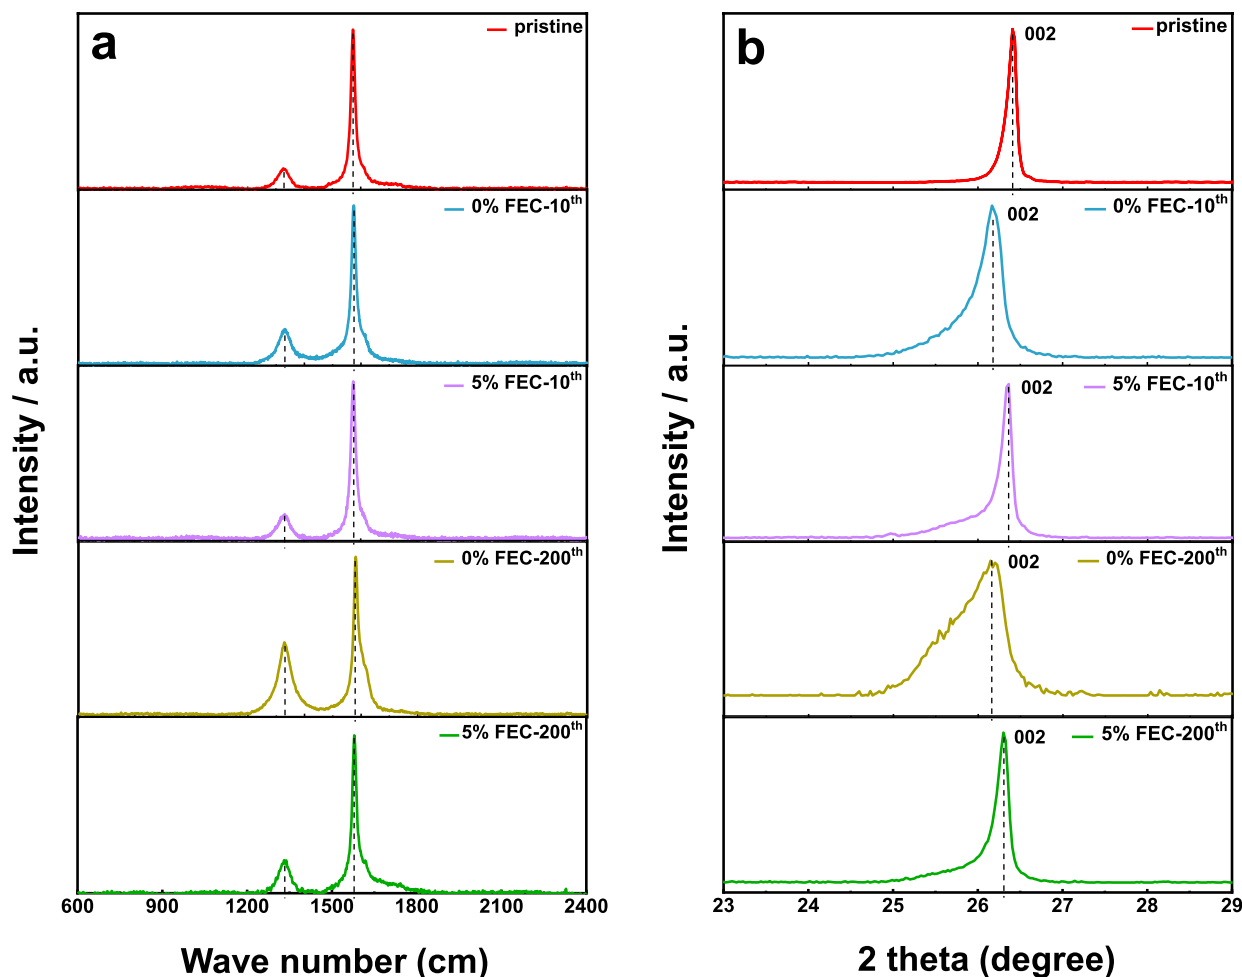 a
pristine
0% FEC-10th
5% FEC-10th
0% FEC-200th
5% FEC-200th
Intensity / a.u.
600 900 1200 1500 1800 2100 2400
Wave number (cm)
b
002
pristine
002
0% FEC-10th
002
5% FEC-10th
002
0% FEC-200th
002
5% FEC-200th
Intensity / a.u.
23 24 25 26 27 28 29
2 theta (degree)